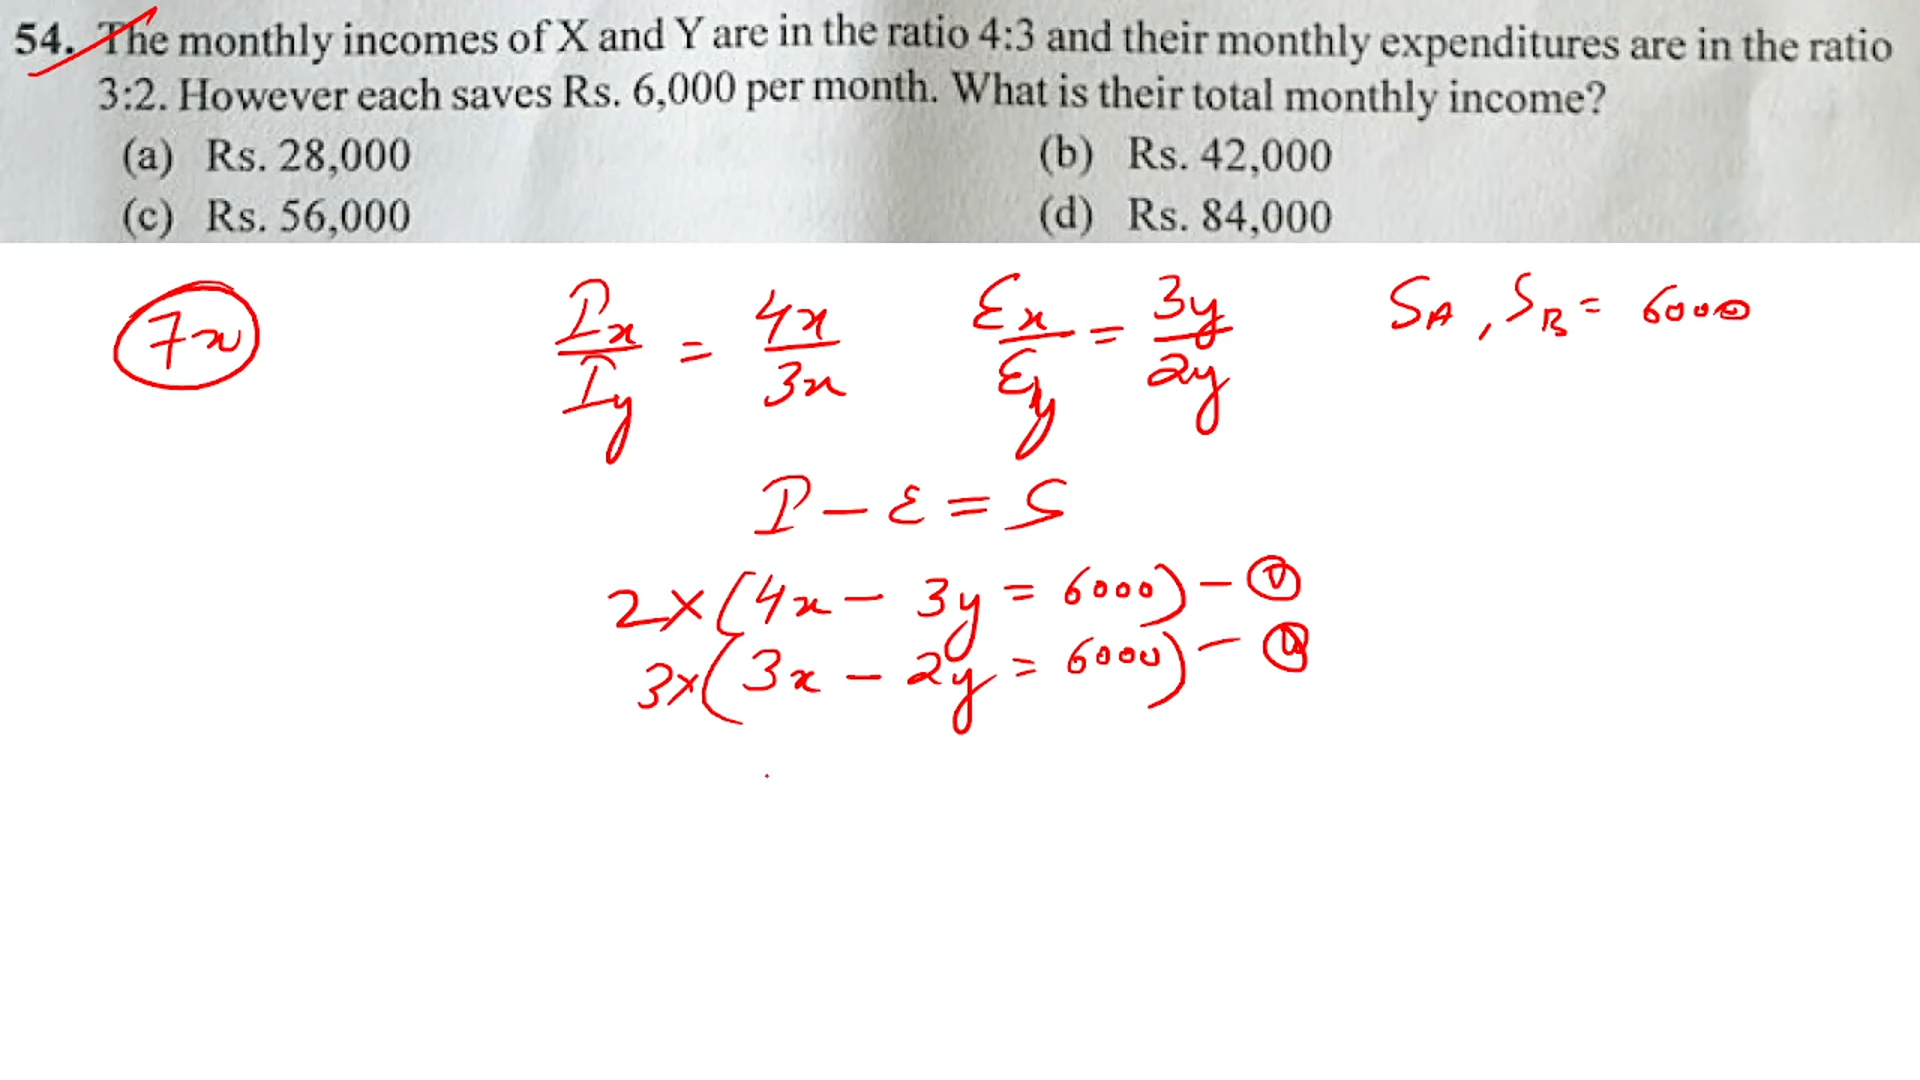 54. The monthly incomes of X and Y are in the ratio 4:3 and their monthly expenditures are in the ratio
3:2. However each saves Rs. 6,000 per month. What is their total monthly income?
(a) Rs. 28,000 (b) Rs. 42,000
(c) Rs. 56,000 (d) Rs. 84,000
7x
Ix/Iy = 4x/3x Ex/Ey = 3y/2y SA, SB = 6000
I - E = S
2×(4x - 3y = 6000) - ①
3×(3x - 2y = 6000) - ②